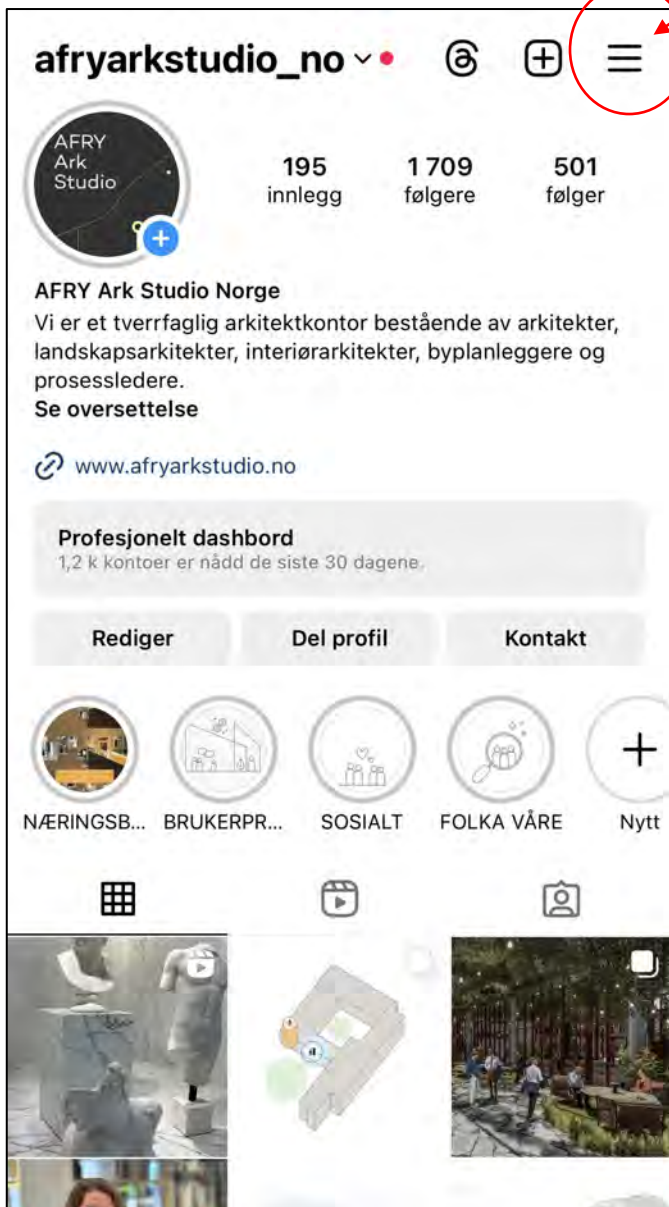 afryarkstudio_no
AFRY
Ark
Studio
195
innlegg
1 709
følgere
501
følger
AFRY Ark Studio Norge
Vi er et tverrfaglig arkitektkontor bestående av arkitekter,
landskapsarkitekter, interiørarkitekter, byplanleggere og
prosessledere.
Se oversettelse
www.afryarkstudio.no
Profesjonelt dashbord
1,2 k kontoer er nådd de siste 30 dagene.
Rediger
Del profil
Kontakt
NÆRINGSB...
BRUKERPR...
SOSIALT
FOLKA VÅRE
Nytt